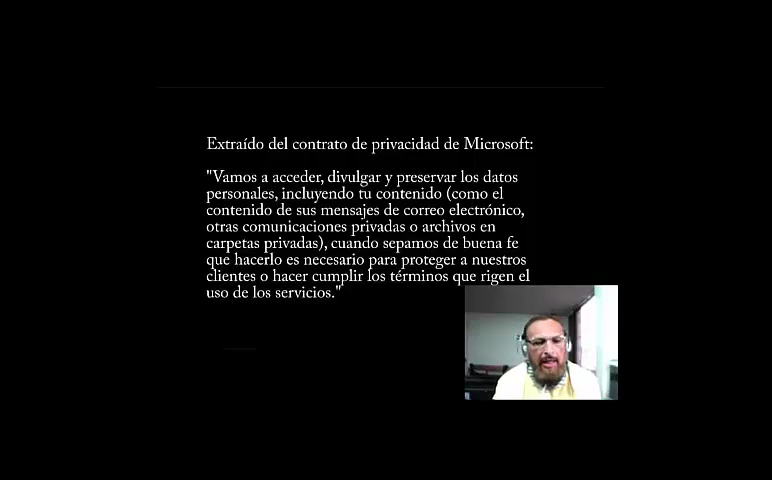 Extraído del contrato de privacidad de Microsoft:
"Vamos a acceder, divulgar y preservar los datos
personales, incluyendo tu contenido (como el
contenido de sus mensajes de correo electrónico,
otras comunicaciones privadas o archivos en
carpetas privadas), cuando sepamos de buena fe
que hacerlo es necesario para proteger a nuestros
clientes o hacer cumplir los términos que rigen el
uso de los servicios."